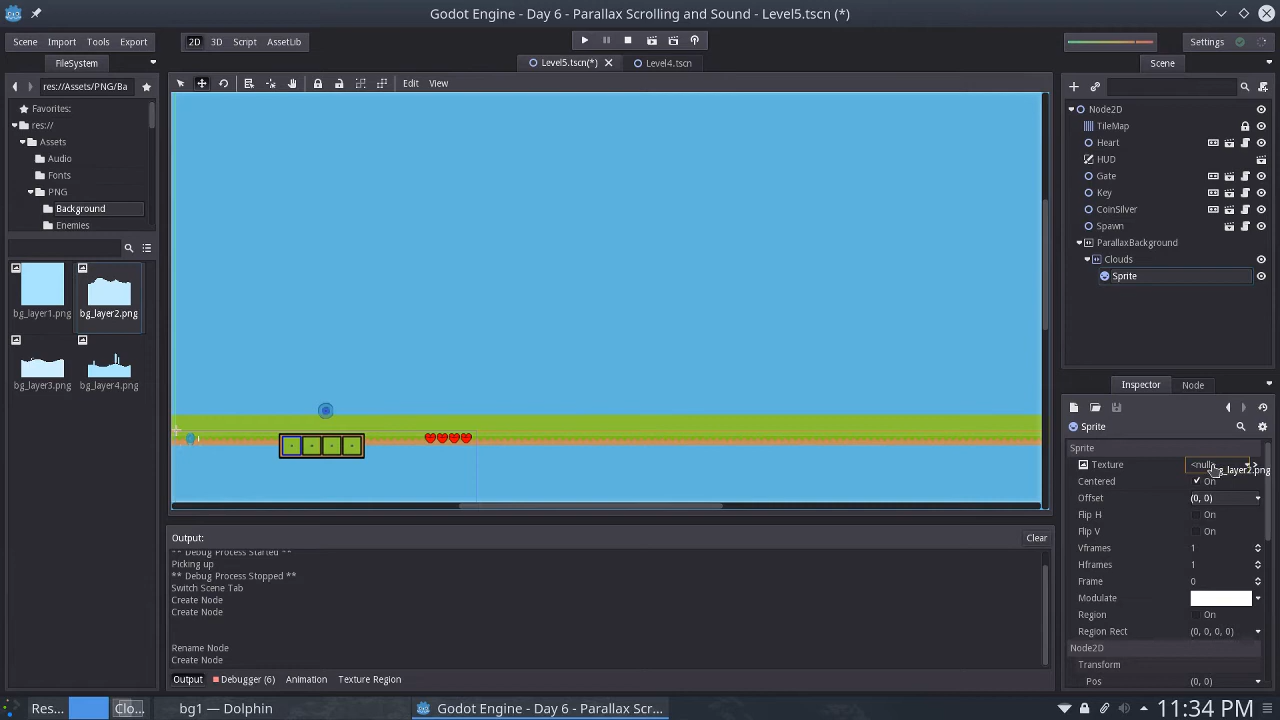 Godot Engine - Day 6 - Parallax Scrolling and Sound - Level5.tscn (*)
Scene Import Tools Export 2D 3D Script AssetLib Settings
FileSystem Level5.tscn(*) Level4.tscn Scene
res://Assets/PNG/Ba Edit View
Favorites:
res://
Assets
Audio
Fonts
PNG
Background
Enemies
bg_layer1.png bg_layer2.png
bg_layer3.png bg_layer4.png
Node2D
TileMap
Heart
HUD
Gate
Key
CoinSilver
Spawn
ParallaxBackground
Clouds
Sprite
Inspector Node
Sprite
Sprite
Texture bg_layer2.png
Centered On
Offset (0, 0)
Flip H On
Flip V On
Vframes 1
Hframes 1
Frame 0
Modulate
Region On
Region Rect (0, 0, 0, 0)
Node2D
Transform
Pos (0, 0)
Output: Clear
** Debug Process Started **
Picking up
** Debug Process Stopped **
Switch Scene Tab
Create Node
Create Node
Rename Node
Create Node
Output Debugger (6) Animation Texture Region
Res... Clo... bg1 — Dolphin Godot Engine - Day 6 - Parallax Scr... 11:34 PM